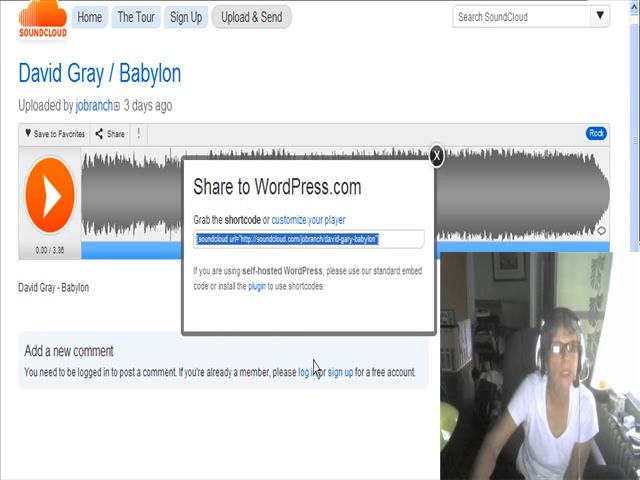 SOUNDCLOUD
Home
The Tour
Sign Up
Upload & Send
Search SoundCloud
David Gray / Babylon
Uploaded by jobranch 3 days ago
Save to Favorites
Share
Rock
0.00 / 3.35
Share to WordPress.com
X
Grab the shortcode or customize your player
[soundcloud url="http://soundcloud.com/jobranch/david-gary-babylon"]
If you are using self-hosted WordPress, please use our standard embed
code or install the plugin to use shortcodes.
David Gray - Babylon
Add a new comment
You need to be logged in to post a comment. If you're already a member, please log in or sign up for a free account.